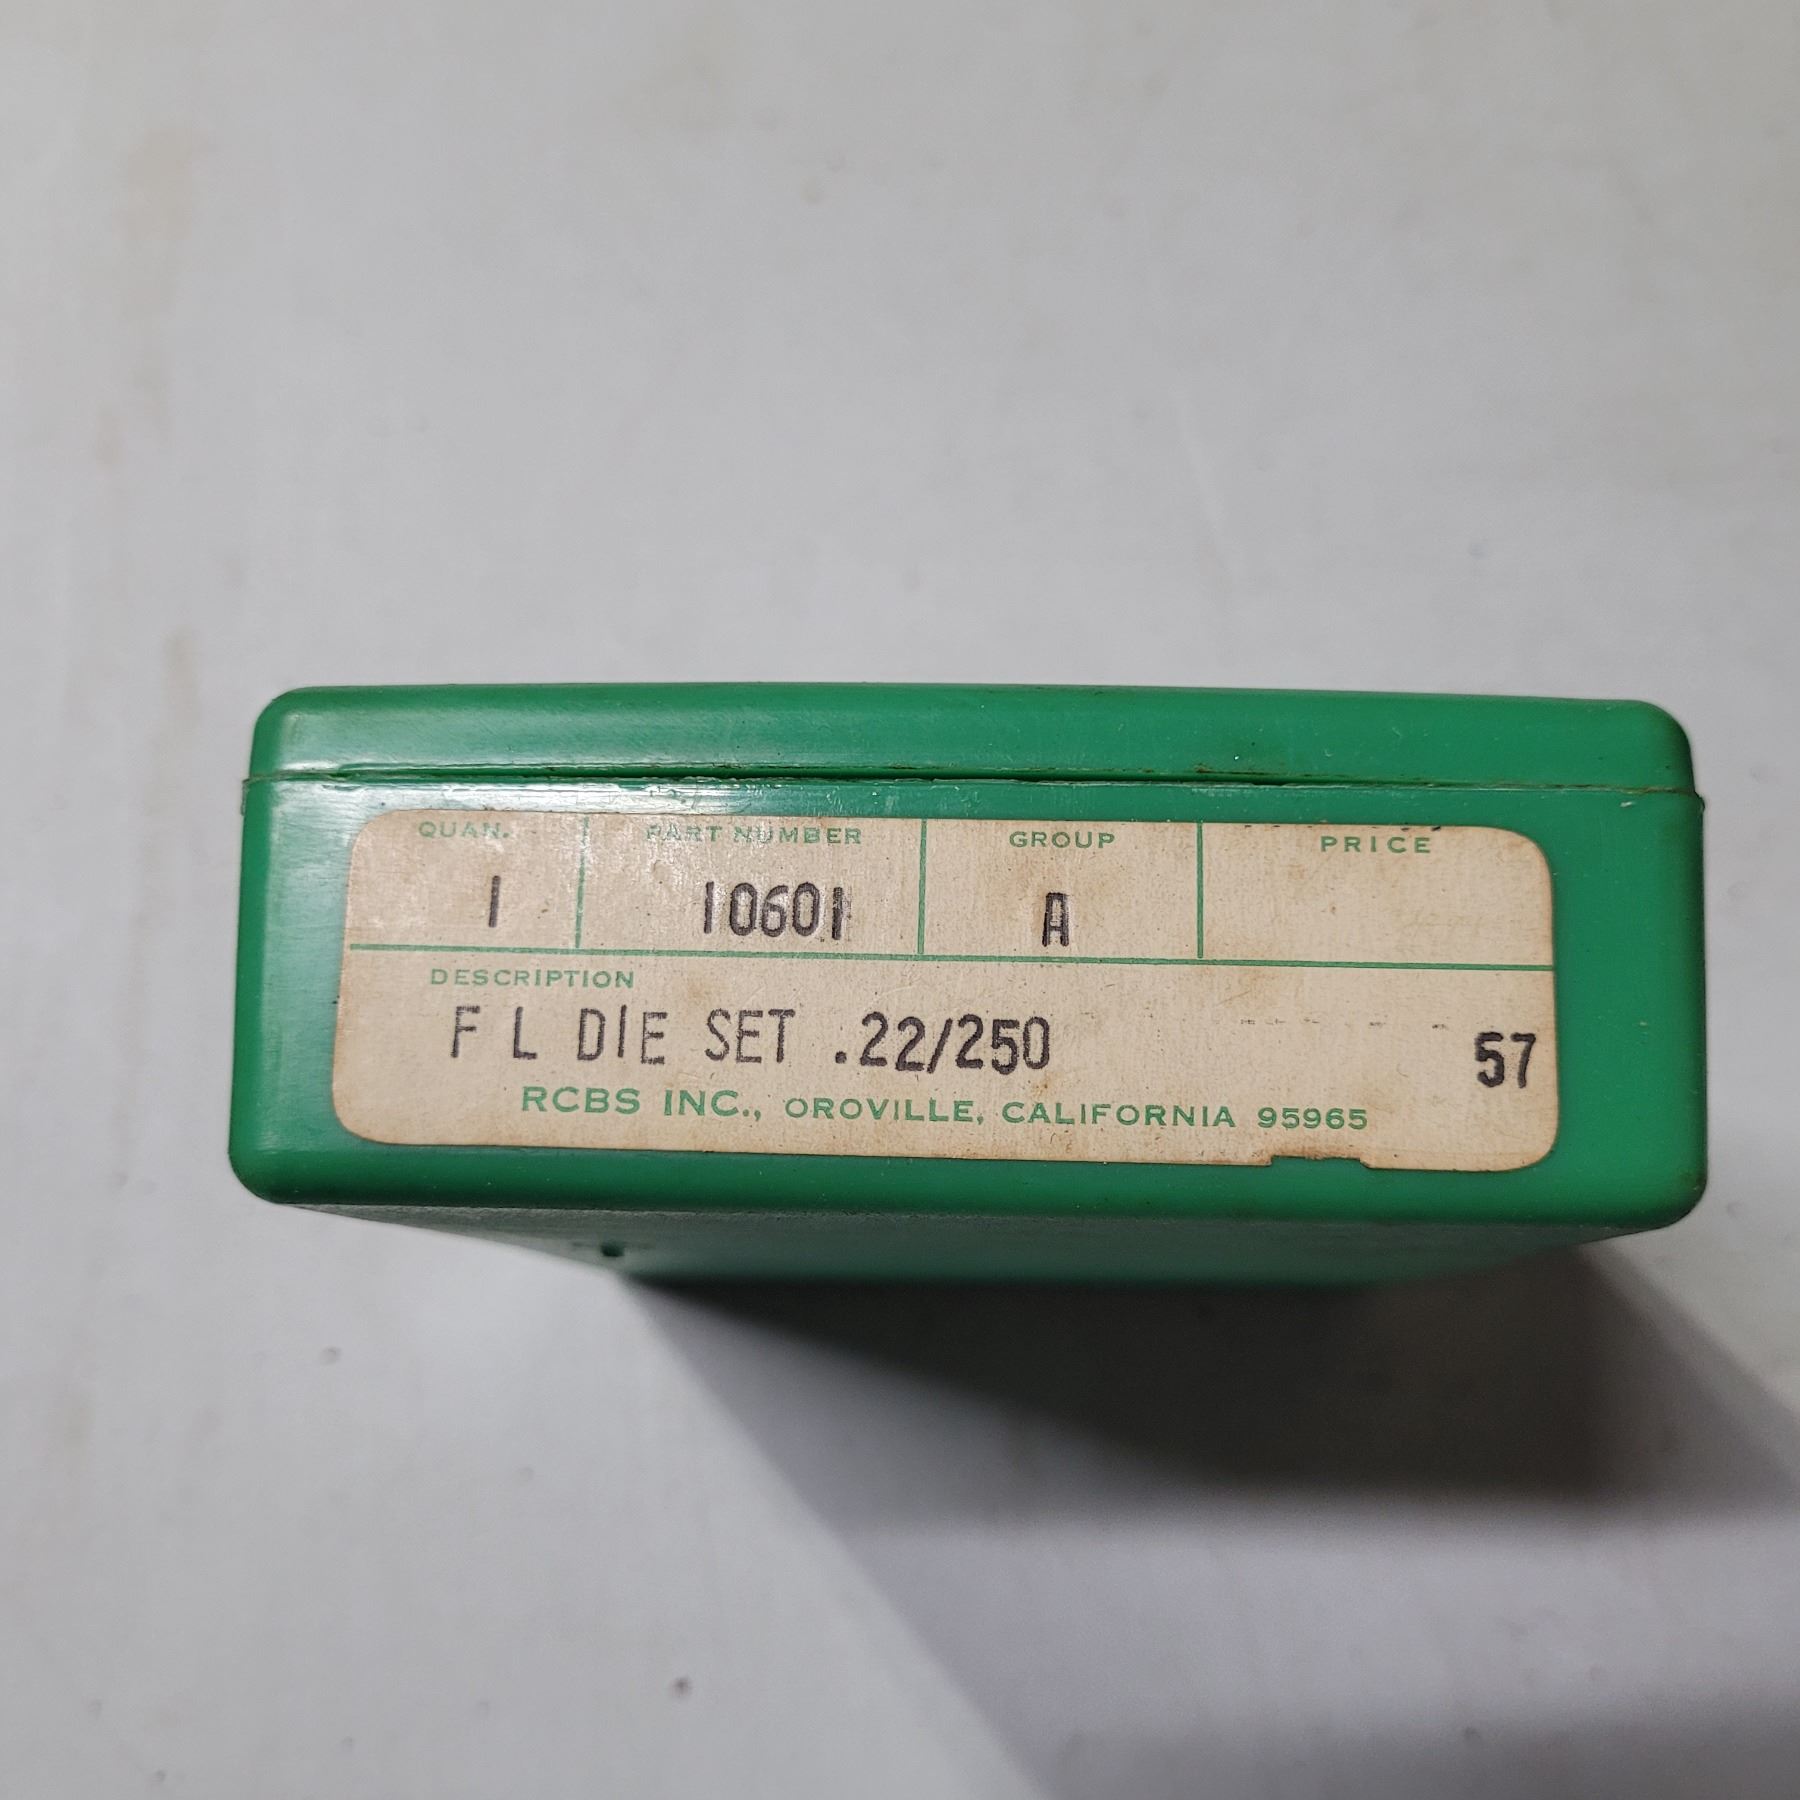 QUAN. PART NUMBER GROUP PRICE
1 10601 A
DESCRIPTION
F L DIE SET .22/250 57
RCBS INC., OROVILLE, CALIFORNIA 95965